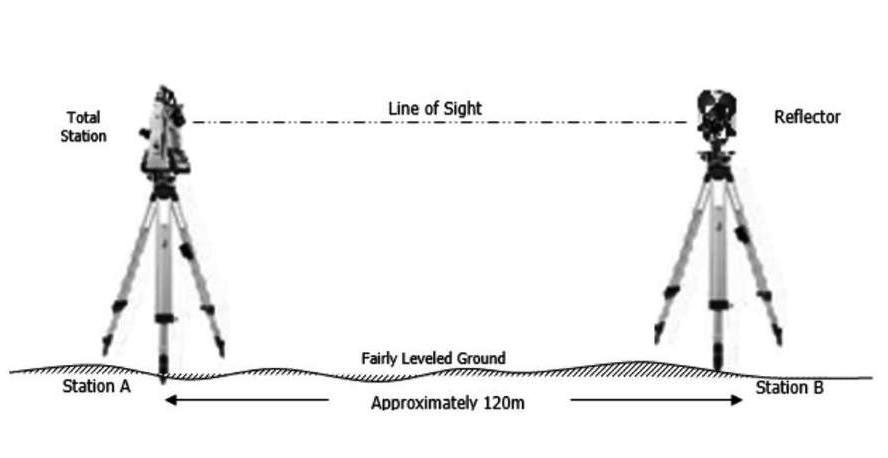 Line of Sight
Total
Station
Reflector
Fairly Leveled Ground
Station A
Station B
Approximately 120m